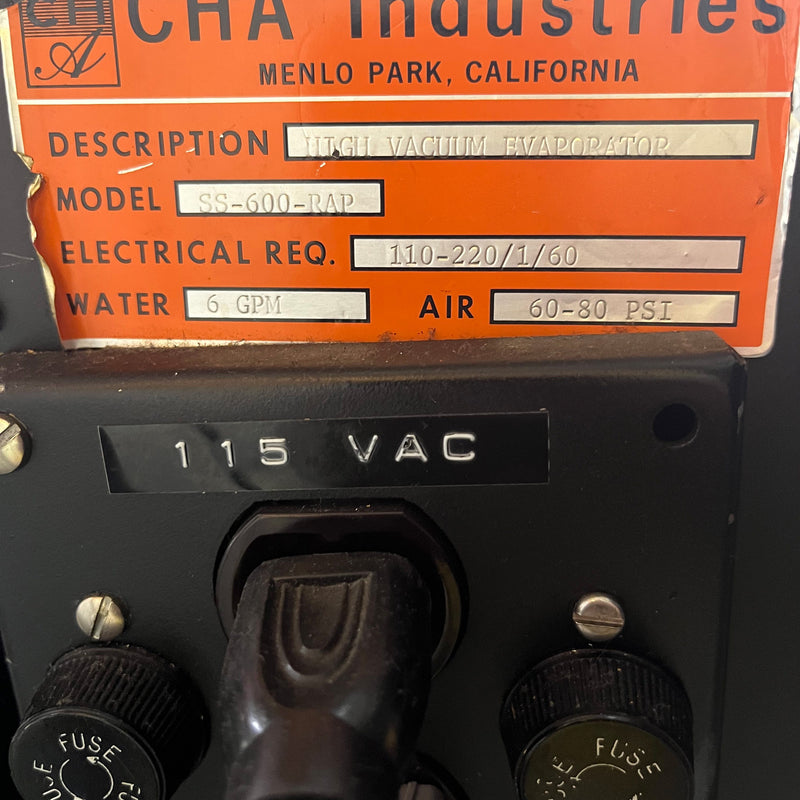 CHA
A
CHA Industries
MENLO PARK, CALIFORNIA
DESCRIPTION HIGH VACUUM EVAPORATOR
MODEL SS-600-RAP
ELECTRICAL REQ. 110-220/1/60
WATER 6 GPM AIR 60-80 PSI
115 VAC
FUSE FUSE